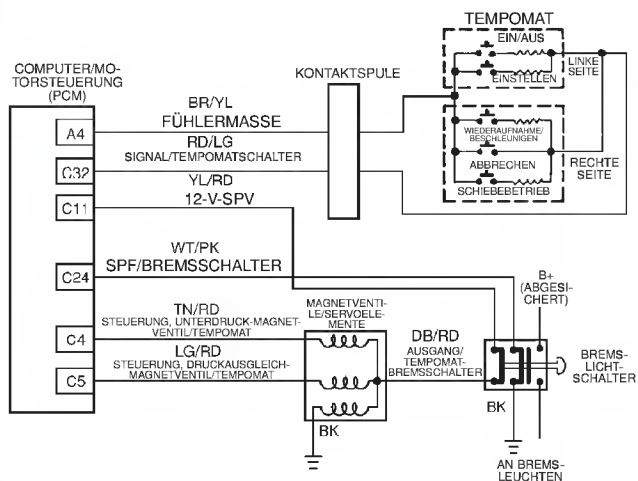 TEMPOMAT
EIN/AUS
EINSTELLEN
LINKE
SEITE
WIEDERAUFNAHME/
BESCHLEUNIGEN
ABBRECHEN
SCHIEBEBETRIEB
RECHTE
SEITE
COMPUTER/MO-
TORSTEUERUNG
(PCM)
KONTAKTSPULE
A4
BR/YL
FÜHLERMASSE
C32
RD/LG
SIGNAL/TEMPOMATSCHALTER
C11
YL/RD
12-V-SPV
C24
WT/PK
SPF/BREMSSCHALTER
C4
TN/RD
STEUERUNG, UNTERDRUCK-MAGNET-
VENTIL/TEMPOMAT
C5
LG/RD
STEUERUNG, DRUCKAUSGLEICH-
MAGNETVENTIL/TEMPOMAT
MAGNETVENTI-
LE/SERVOELE-
MENTE
BK
DB/RD
AUSGANG/
TEMPOMAT-
BREMSSCHALTER
B+
(ABGESI-
CHERT)
BREMS-
LICHT-
SCHALTER
BK
AN BREMS-
LEUCHTEN